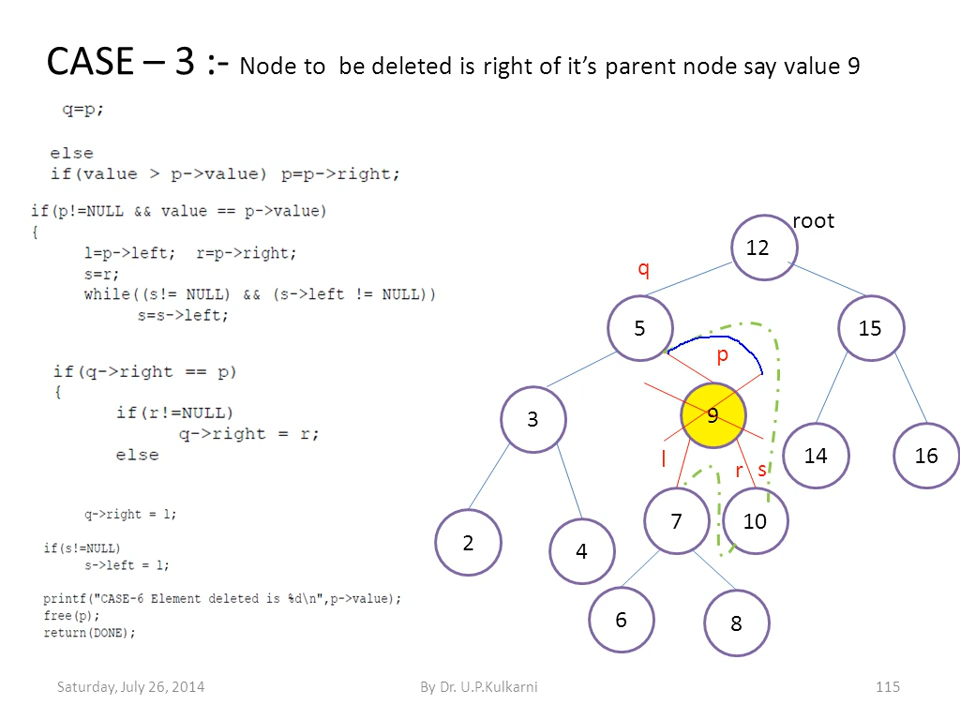 CASE – 3 :- Node to be deleted is right of it's parent node say value 9
q=p;
else
if(value > p->value) p=p->right;
if(p!=NULL && value == p->value)
{
l=p->left; r=p->right;
s=r;
while((s!= NULL) && (s->left != NULL))
s=s->left;
if(q->right == p)
{
if(r!=NULL)
q->right = r;
else
q->right = l;
if(s!=NULL)
s->left = l;
printf("CASE-6 Element deleted is %d\n",p->value);
free(p);
return(DONE);
root
12
q
5
15
p
3
9
14
16
l
r s
7
10
2
4
6
8
Saturday, July 26, 2014
By Dr. U.P.Kulkarni
115